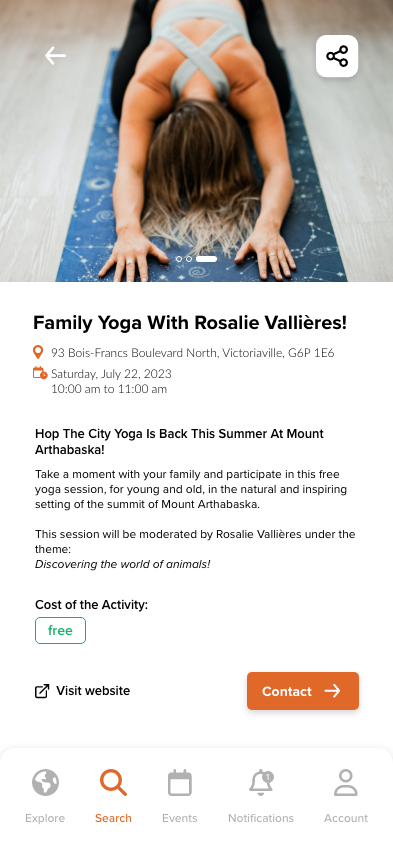 Family Yoga With Rosalie Vallières!
93 Bois-Francs Boulevard North, Victoriaville, G6P 1E6
Saturday, July 22, 2023
10:00 am to 11:00 am
Hop The City Yoga Is Back This Summer At Mount
Arthabaska!
Take a moment with your family and participate in this free
yoga session, for young and old, in the natural and inspiring
setting of the summit of Mount Arthabaska.
This session will be moderated by Rosalie Vallières under the
theme:
Discovering the world of animals!
Cost of the Activity:
free
Visit website
Contact
1
Explore
Search
Events
Notifications
Account